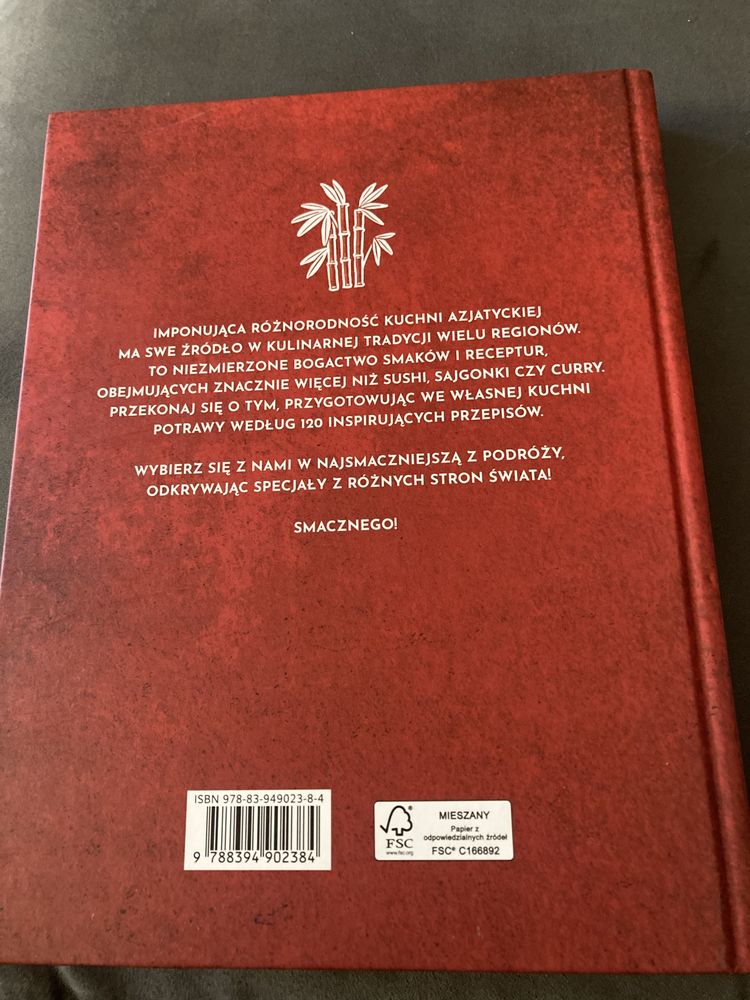 IMPONUJĄCA RÓŻNORODNOŚĆ KUCHNI AZJATYCKIEJ
MA SWE ŹRÓDŁO W KULINARNEJ TRADYCJI WIELU REGIONÓW.
TO NIEZMIERZONE BOGACTWO SMAKÓW I RECEPTUR,
OBEJMUJĄCYCH ZNACZNIE WIĘCEJ NIŻ SUSHI, SAJGONKI CZY CURRY.
PRZEKONAJ SIĘ O TYM, PRZYGOTOWUJĄC WE WŁASNEJ KUCHNI
POTRAWY WEDŁUG 120 INSPIRUJĄCYCH PRZEPISÓW.
WYBIERZ SIĘ Z NAMI W NAJSMACZNIEJSZĄ Z PODRÓŻY,
ODKRYWAJĄC SPECJAŁY Z RÓŻNYCH STRON ŚWIATA!
SMACZNEGO!
ISBN 978-83-949023-8-4
9 788394 902384
FSC
www.fsc.org
MIESZANY
Papier z
odpowiedzialnych źródeł
FSC® C166892